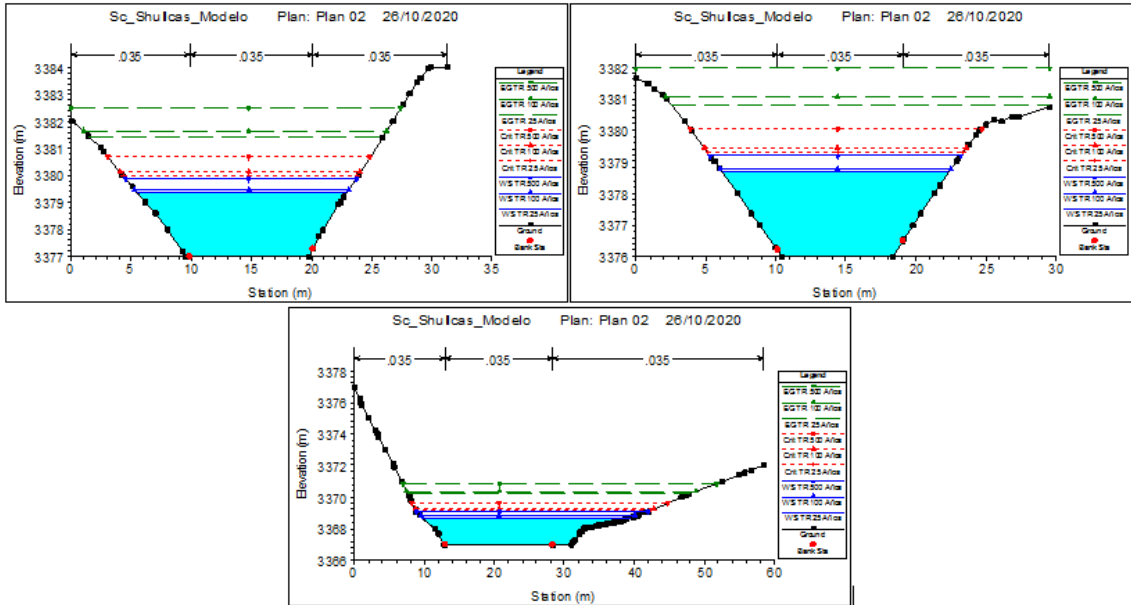 Sc_Shullcas_Modelo Plan: Plan 02 26/10/2020
.035 .035 .035
Elevation (m)
3384
3383
3382
3381
3380
3379
3378
3377
0 5 10 15 20 25 30 35
Station (m)
Legend
EG TR 500 Años
EG TR 100 Años
EG TR 25 Años
Crit TR 500 Años
Crit TR 100 Años
Crit TR 25 Años
WS TR 500 Años
WS TR 100 Años
WS TR 25 Años
Ground
Bank Sta
Sc_Shullcas_Modelo Plan: Plan 02 26/10/2020
.035 .035 .035
Elevation (m)
3382
3381
3380
3379
3378
3377
3376
0 5 10 15 20 25 30
Station (m)
Legend
EG TR 500 Años
EG TR 100 Años
EG TR 25 Años
Crit TR 500 Años
Crit TR 100 Años
Crit TR 25 Años
WS TR 500 Años
WS TR 100 Años
WS TR 25 Años
Ground
Bank Sta
Sc_Shullcas_Modelo Plan: Plan 02 26/10/2020
.035 .035 .035
Elevation (m)
3378
3376
3374
3372
3370
3368
3366
0 10 20 30 40 50 60
Station (m)
Legend
EG TR 500 Años
EG TR 100 Años
EG TR 25 Años
Crit TR 500 Años
Crit TR 100 Años
Crit TR 25 Años
WS TR 500 Años
WS TR 100 Años
WS TR 25 Años
Ground
Bank Sta